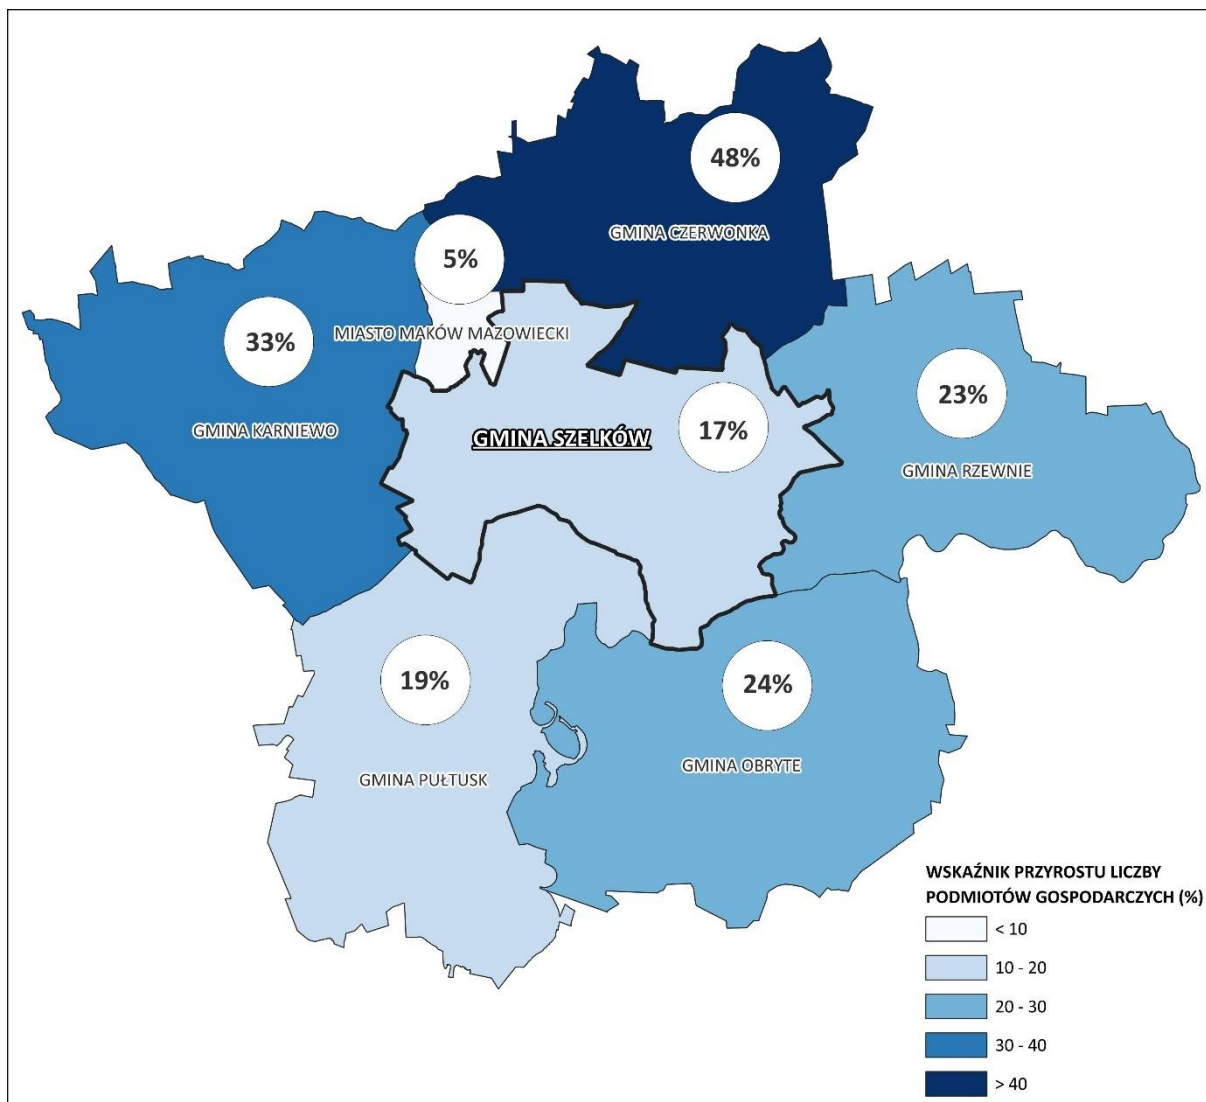 48%
GMINA CZERWONKA
5%
MIASTO MAKÓW MAZOWIECKI
33%
GMINA KARNIEWO
23%
GMINA RZEWNIE
17%
GMINA SZELKÓW
19%
GMINA PUŁTUSK
24%
GMINA OBRYTE
WSKAŹNIK PRZYROSTU LICZBY
PODMIOTÓW GOSPODARCZYCH (%)
< 10
10 - 20
20 - 30
30 - 40
> 40